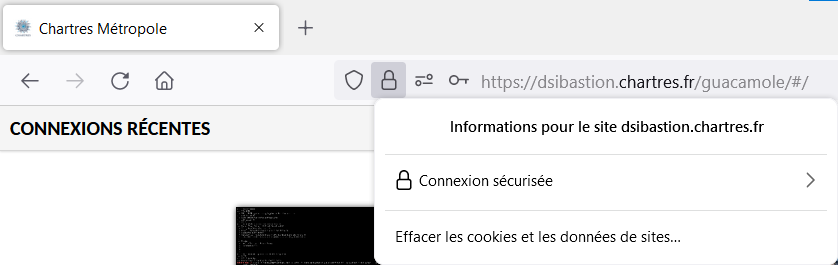 Chartres Métropole
https://dsibastion.chartres.fr/guacamole/#/
CONNEXIONS RÉCENTES
Informations pour le site dsibastion.chartres.fr
Connexion sécurisée
Effacer les cookies et les données de sites...